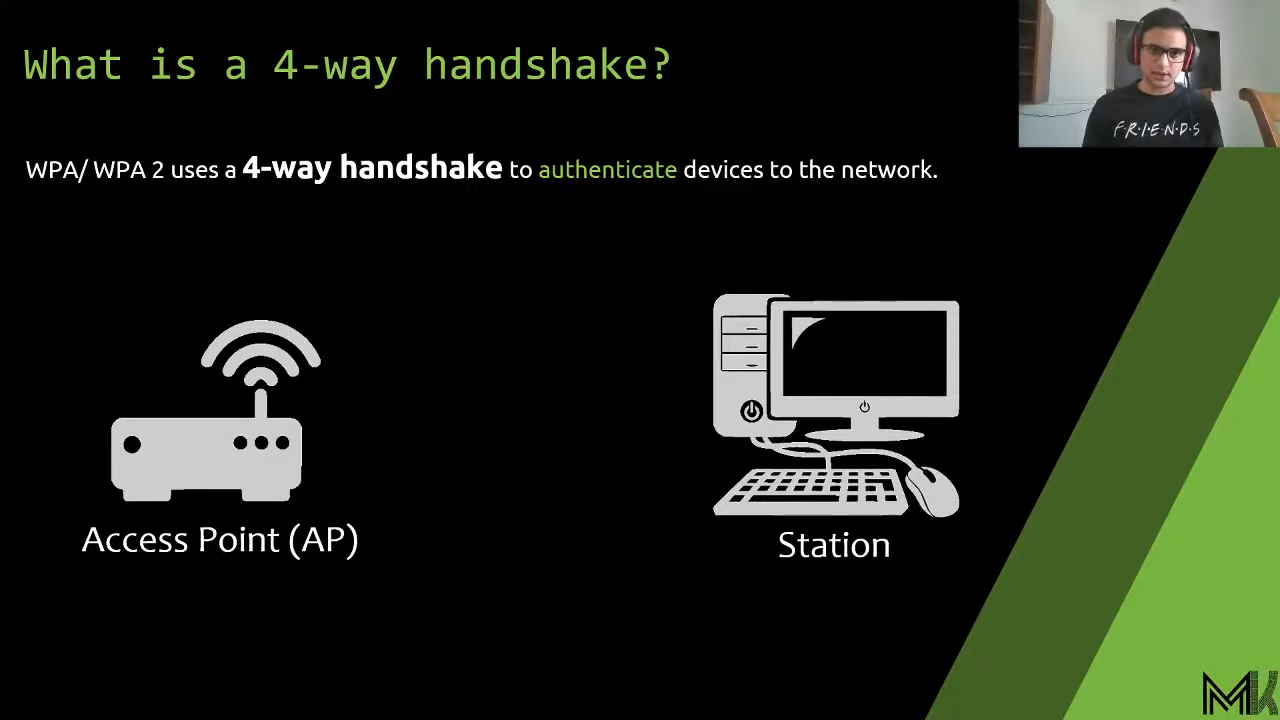 What is a 4-way handshake?
F·R·I·E·N·D·S
WPA/ WPA 2 uses a 4-way handshake to authenticate devices to the network.
Access Point (AP)
Station
MK